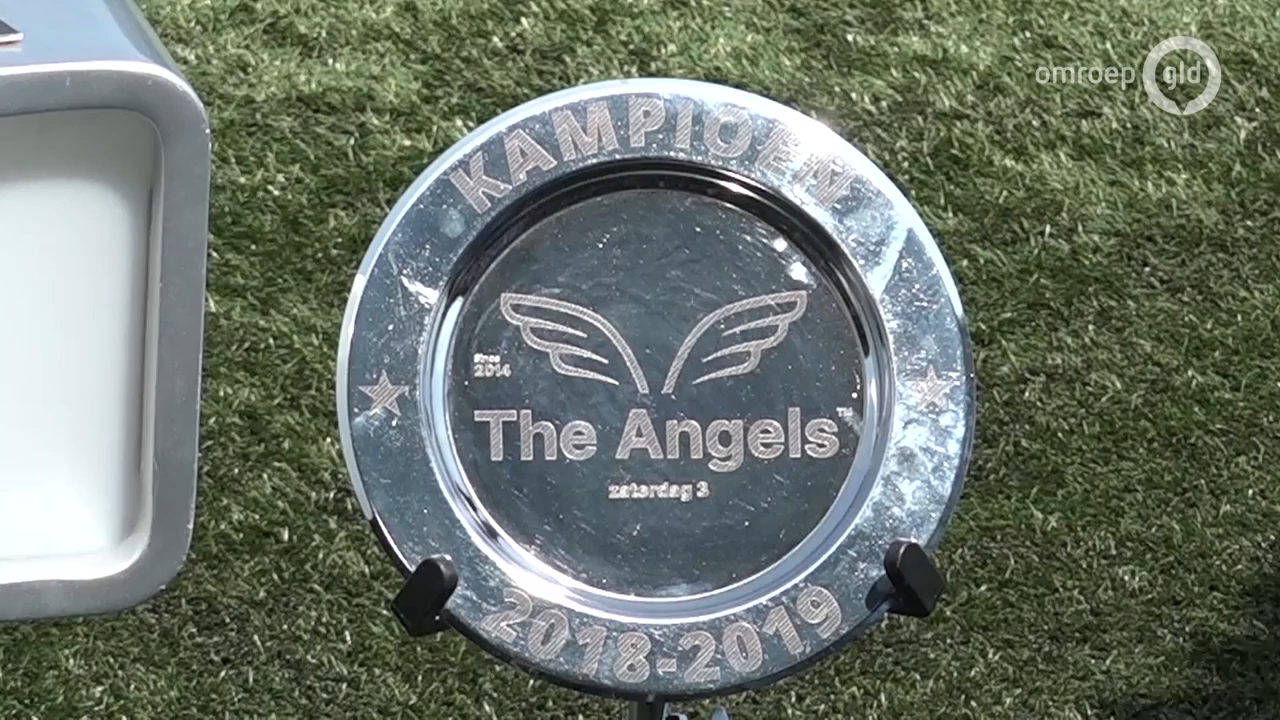 omroep gld
KAMPIOEN
Since
2014
The Angels™
zaterdag 3
2018-2019